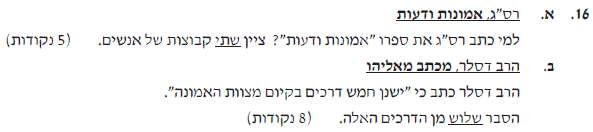 16. א. רס"ג, אמונות ודעות
למי כתב רס"ג את ספרו "אמונות ודעות"? ציין שתי קבוצות של אנשים. (5 נקודות)
ב. הרב דסלר, מכתב מאליהו
הרב דסלר כתב כי "ישנן חמש דרכים בקיום מצוות האמונה".
הסבר שלוש מן הדרכים האלה. (8 נקודות)